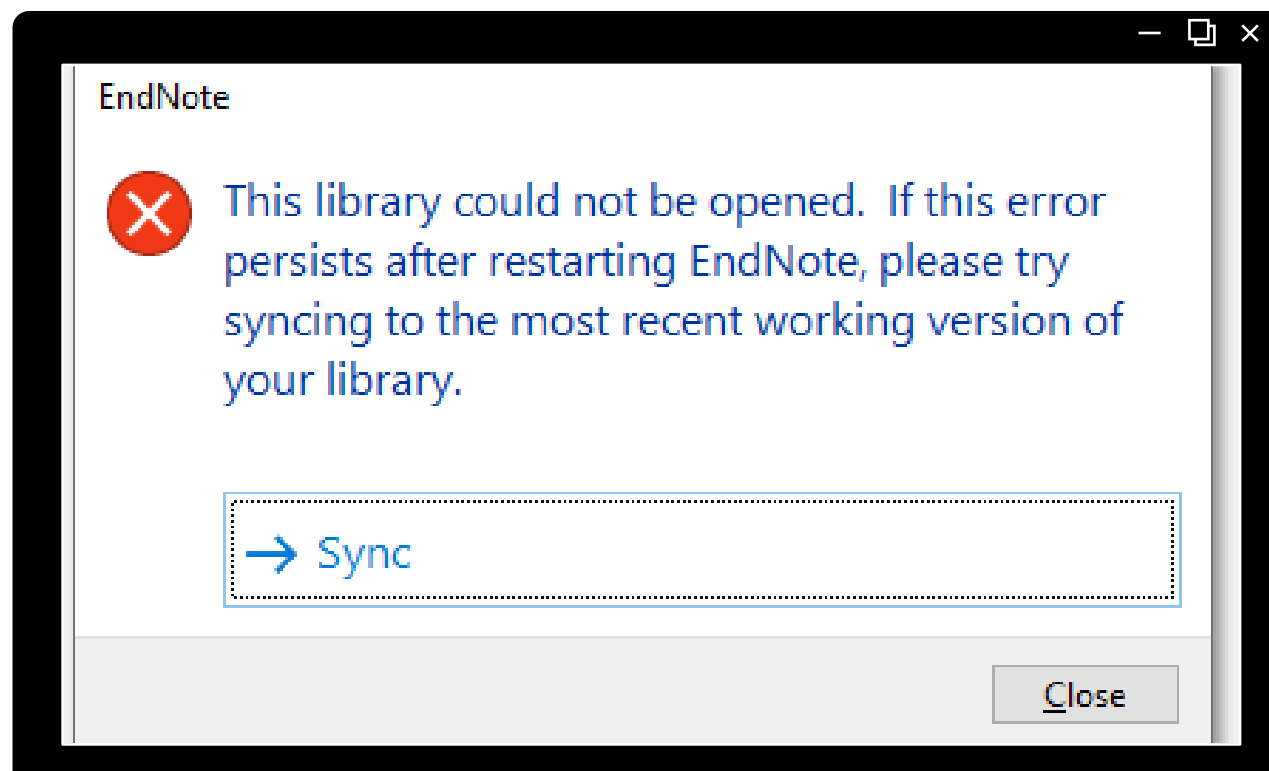 EndNote
This library could not be opened.  If this error
persists after restarting EndNote, please try
syncing to the most recent working version of
your library.
Sync
Close